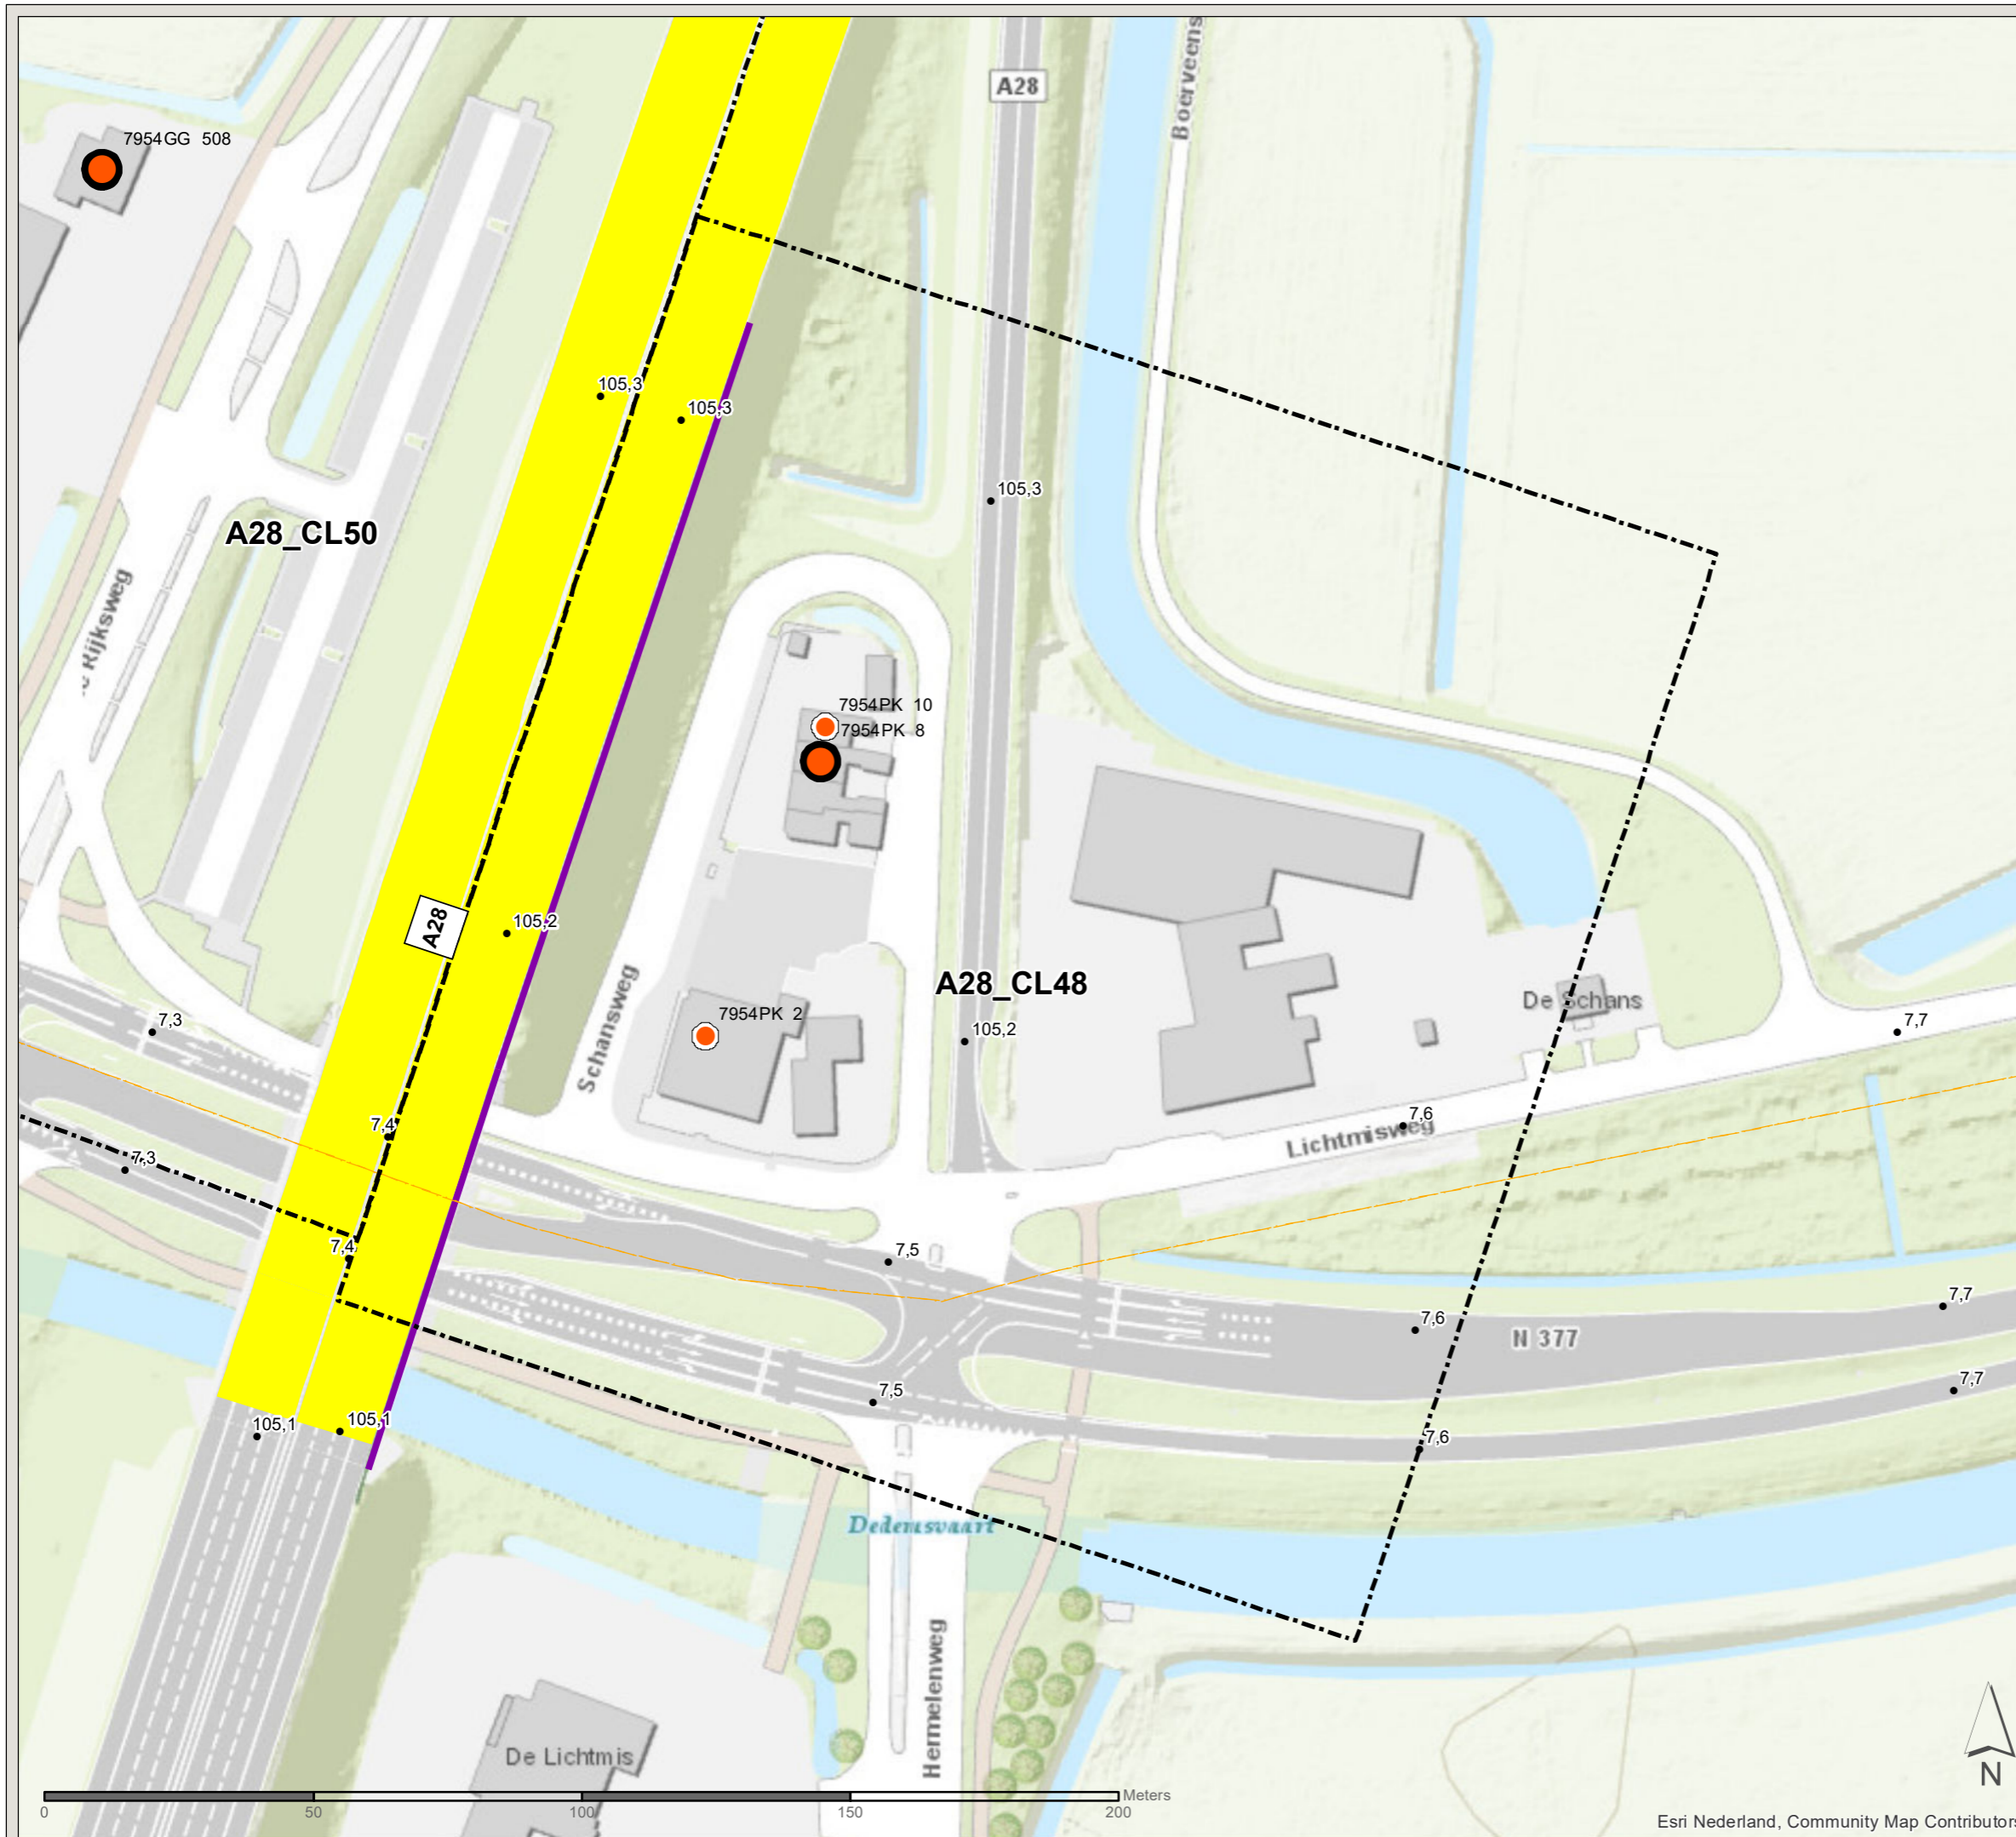 A28
Boerveens
7954GG 508
105,3
105,3
105,3
A28_CL50
Rijksweg
7954PK 10
7954PK 8
A28
105,2
Schansweg
A28_CL48
De Schans
7954PK 2
105,2
7,3
7,7
7,4
7,6
Lichtmisweg
7,3
7,4
7,5
7,7
7,6
N 377
7,7
7,5
105,1
105,1
7,6
Dedemsvaart
Hermelenweg
De Lichtmis
N
0 50 100 150 200 Meters
Esri Nederland, Community Map Contributor